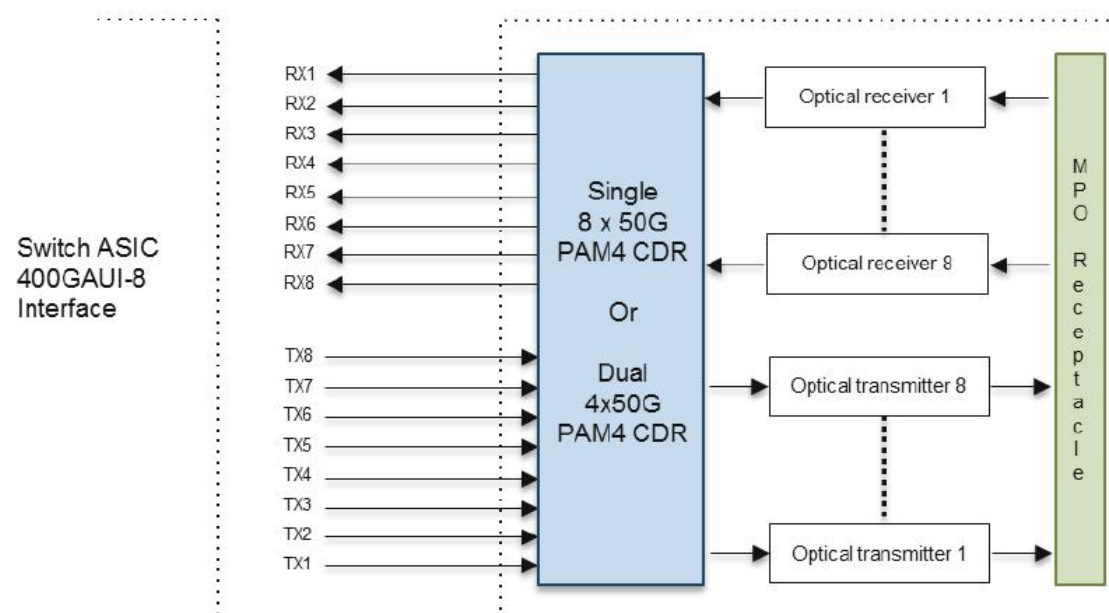 Switch ASIC
400GAUI-8
Interface
RX1
RX2
RX3
RX4
RX5
RX6
RX7
RX8
TX8
TX7
TX6
TX5
TX4
TX3
TX2
TX1
Single
8 x 50G
PAM4 CDR
Or
Dual
4x50G
PAM4 CDR
Optical receiver 1
Optical receiver 8
Optical transmitter 8
Optical transmitter 1
MPO Receptacle